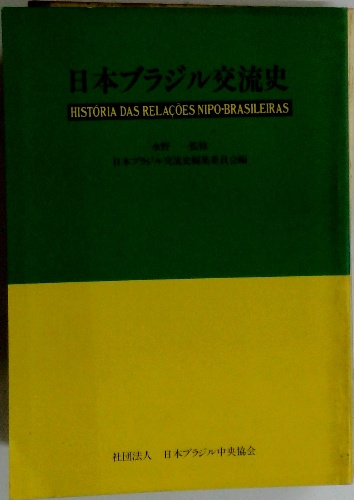 日本ブラジル交流史
HISTÓRIA DAS RELAÇÕES NIPO-BRASILEIRAS
水野 一 監修
日本ブラジル交流史編集委員会編
社団法人 日本ブラジル中央協会